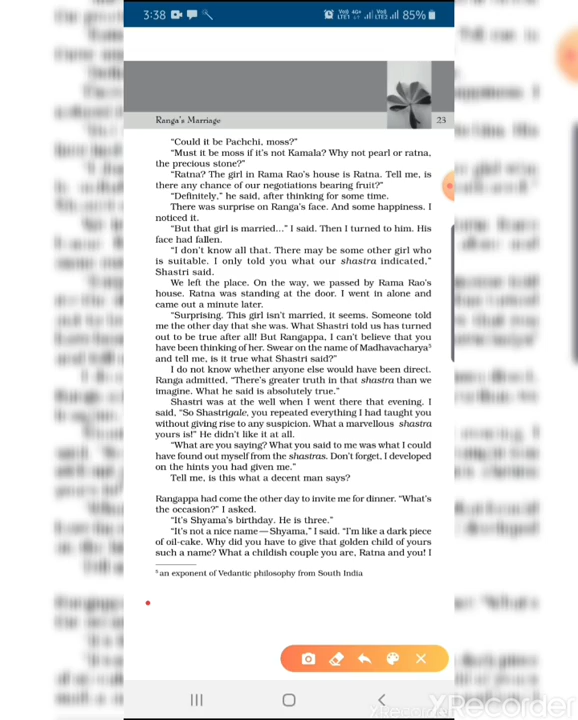 3:38
Vo) 4G+ Vo)
LTE1 LTE2 85%
Ranga's Marriage 23
"Could it be Pachchi, moss?"
"Must it be moss if it's not Kamala? Why not pearl or ratna,
the precious stone?"
"Ratna? The girl in Rama Rao's house is Ratna. Tell me, is
there any chance of our negotiations bearing fruit?"
"Definitely," he said, after thinking for some time.
There was surprise on Ranga's face. And some happiness. I
noticed it.
"But that girl is married..." I said. Then I turned to him. His
face had fallen.
"I don't know all that. There may be some other girl who
is suitable. I only told you what our shastra indicated,"
Shastri said.
We left the place. On the way, we passed by Rama Rao's
house. Ratna was standing at the door. I went in alone and
came out a minute later.
"Surprising. This girl isn't married, it seems. Someone told
me the other day that she was. What Shastri told us has turned
out to be true after all! But Rangappa, I can't believe that you
have been thinking of her. Swear on the name of Madhavacharya⁵
and tell me, is it true what Shastri said?"
I do not know whether anyone else would have been direct.
Ranga admitted, "There's greater truth in that shastra than we
imagine. What he said is absolutely true."
Shastri was at the well when I went there that evening. I
said, "So Shastrigale, you repeated everything I had taught you
without giving rise to any suspicion. What a marvellous shastra
yours is!" He didn't like it at all.
"What are you saying? What you said to me was what I could
have found out myself from the shastras. Don't forget, I developed
on the hints you had given me."
Tell me, is this what a decent man says?
Rangappa had come the other day to invite me for dinner. "What's
the occasion?" I asked.
"It's Shyama's birthday. He is three."
"It's not a nice name — Shyama," I said. "I'm like a dark piece
of oil-cake. Why did you have to give that golden child of yours
such a name? What a childish couple you are, Ratna and you! I
⁵ an exponent of Vedantic philosophy from South India
XRecorder